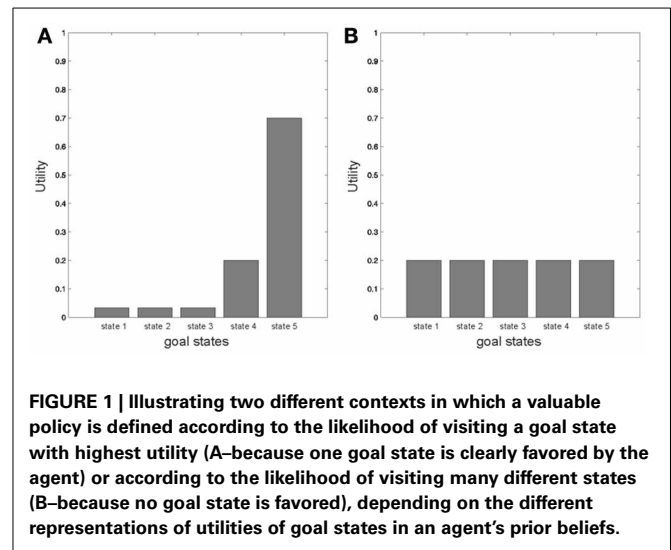 A
1
0.9
0.8
0.7
0.6
0.5
0.4
0.3
0.2
0.1
0
Utility
state 1 state 2 state 3 state 4 state 5
goal states
B
1
0.9
0.8
0.7
0.6
0.5
0.4
0.3
0.2
0.1
0
Utility
state 1 state 2 state 3 state 4 state 5
goal states
FIGURE 1 | Illustrating two different contexts in which a valuable
policy is defined according to the likelihood of visiting a goal state
with highest utility (A–because one goal state is clearly favored by the
agent) or according to the likelihood of visiting many different states
(B–because no goal state is favored), depending on the different
representations of utilities of goal states in an agent's prior beliefs.